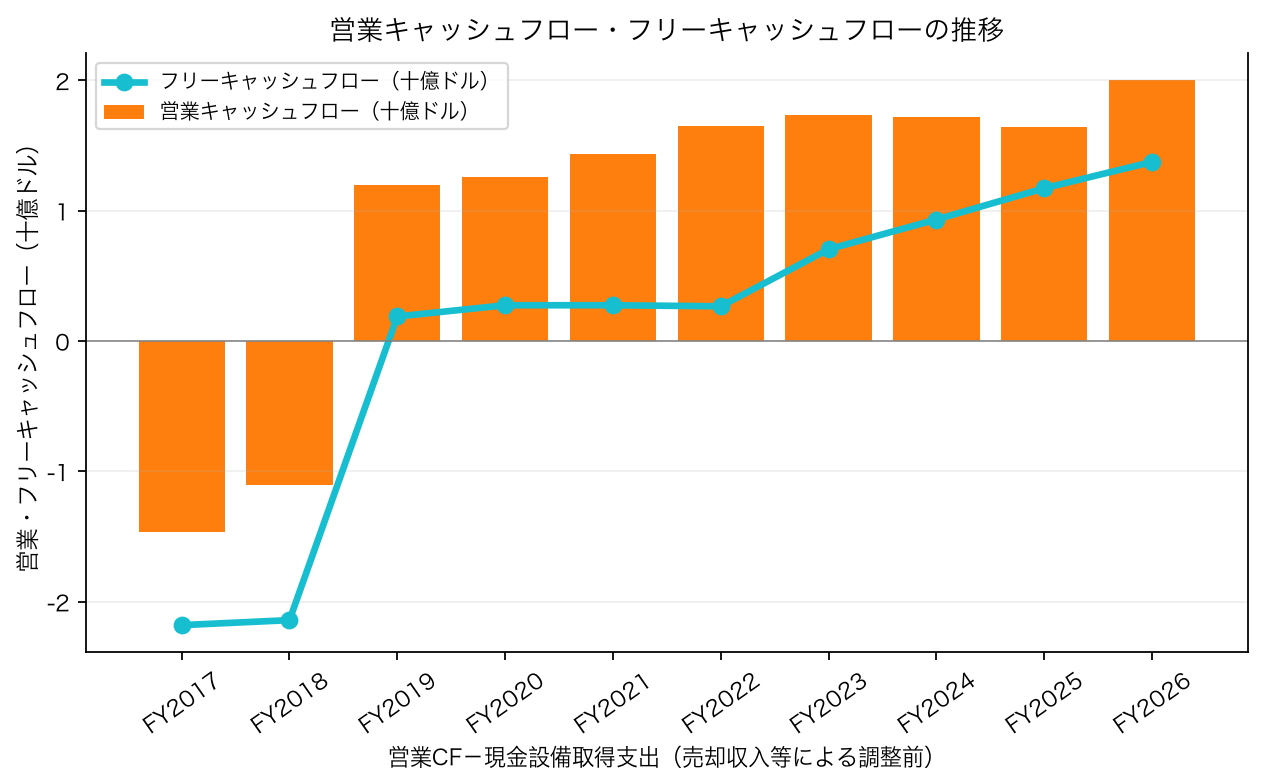 営業キャッシュフロー・フリーキャッシュフローの推移
フリーキャッシュフロー（十億ドル）
営業キャッシュフロー（十億ドル）
営業・フリーキャッシュフロー（十億ドル）
2
1
0
-1
-2
FY2017
FY2018
FY2019
FY2020
FY2021
FY2022
FY2023
FY2024
FY2025
FY2026
営業CF－現金設備取得支出（売却収入等による調整前）